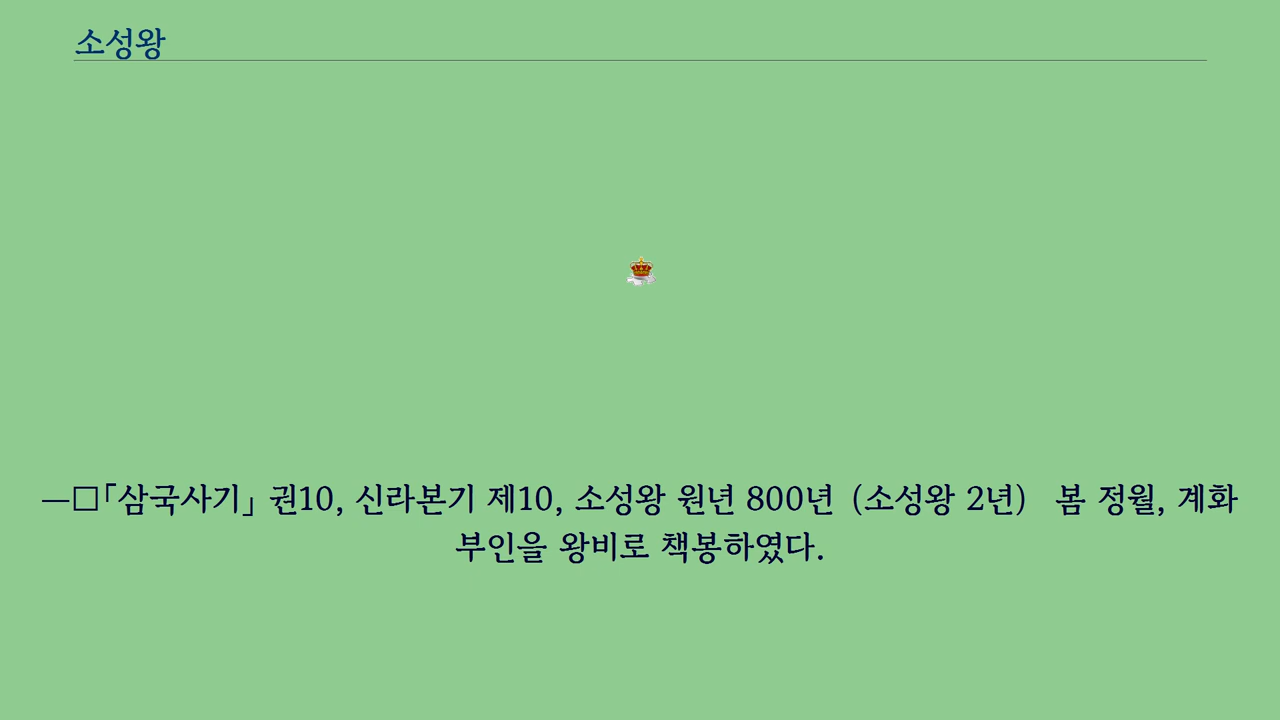 소성왕
—□「삼국사기」 권10, 신라본기 제10, 소성왕 원년 800년 (소성왕 2년)  봄 정월, 계화
부인을 왕비로 책봉하였다.